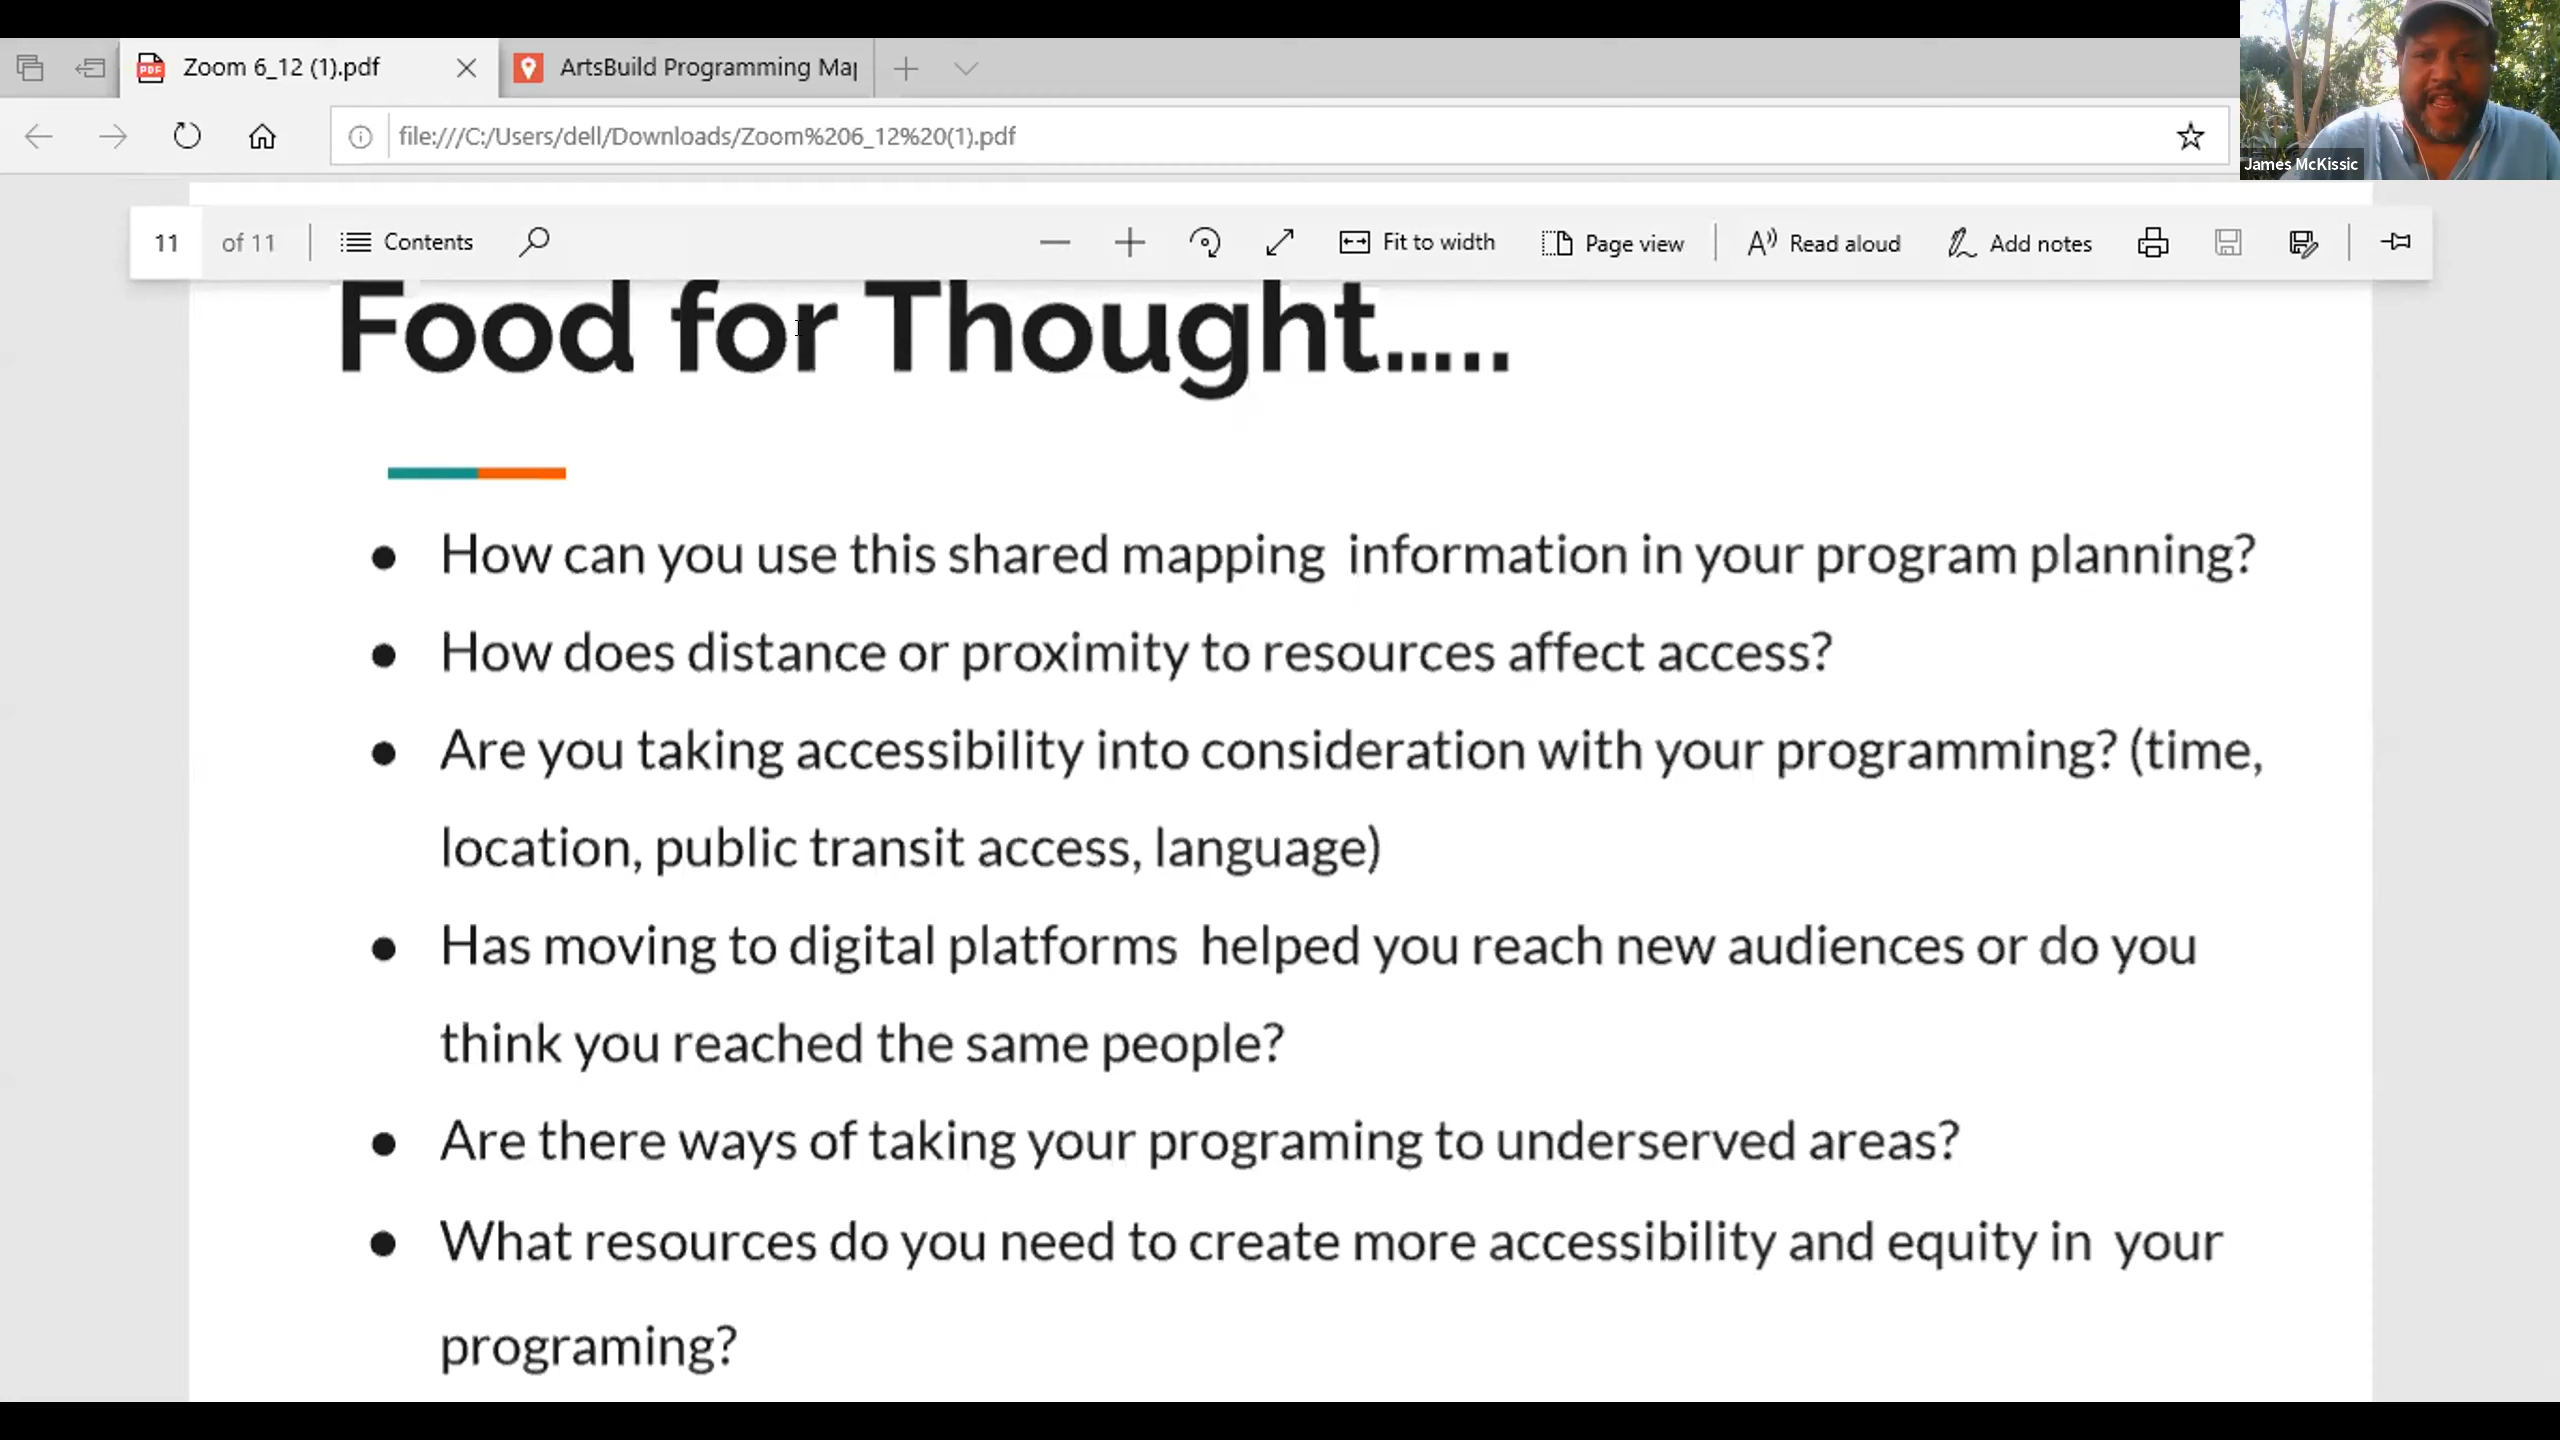 Zoom 6_12 (1).pdf
ArtsBuild Programming Ma
file:///C:/Users/dell/Downloads/Zoom%206_12%20(1).pdf
James McKissic
11 of 11 Contents Fit to width Page view Read aloud Add notes
Food for Thought.....
● How can you use this shared mapping information in your program planning?
● How does distance or proximity to resources affect access?
● Are you taking accessibility into consideration with your programming? (time,
location, public transit access, language)
● Has moving to digital platforms helped you reach new audiences or do you
think you reached the same people?
● Are there ways of taking your programing to underserved areas?
● What resources do you need to create more accessibility and equity in your
programing?